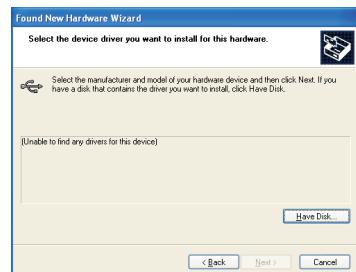 Found New Hardware Wizard
Select the device driver you want to install for this hardware.
Select the manufacturer and model of your hardware device and then click Next. If you
have a disk that contains the driver you want to install, click Have Disk.
(Unable to find any drivers for this device)
Have Disk...
< Back
Next >
Cancel